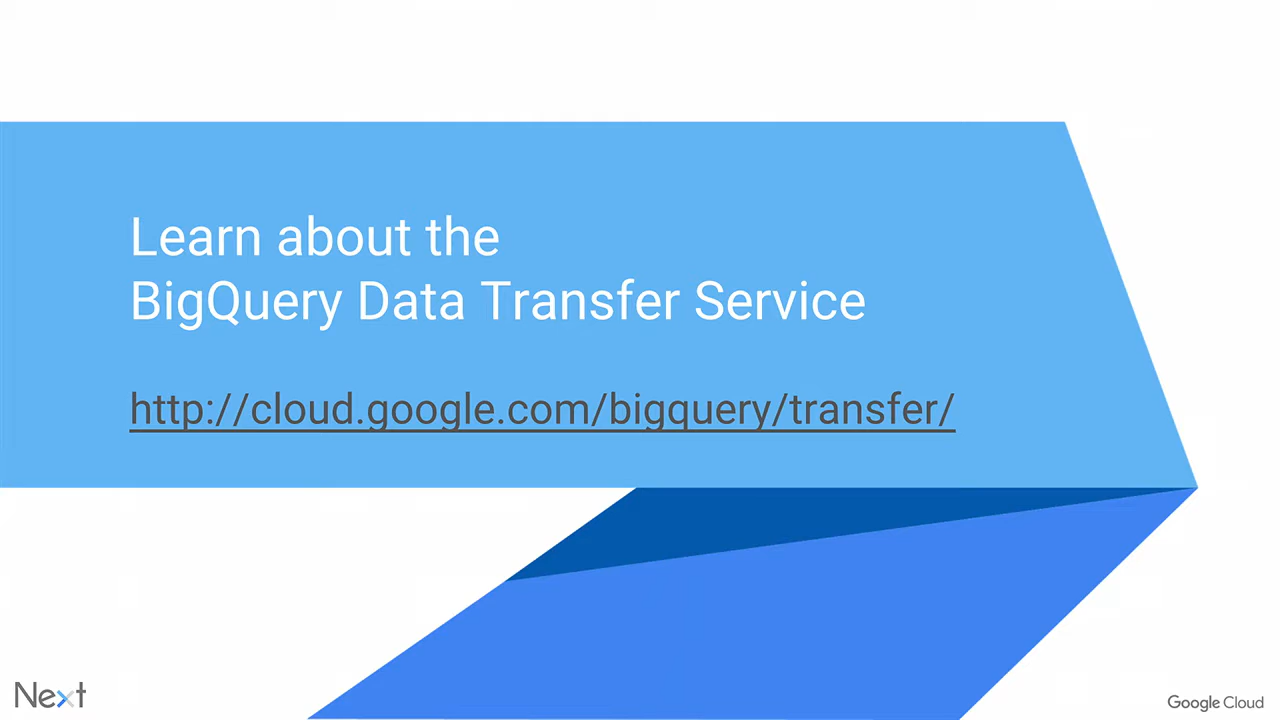 Learn about the
BigQuery Data Transfer Service
http://cloud.google.com/bigquery/transfer/
Next
Google Cloud